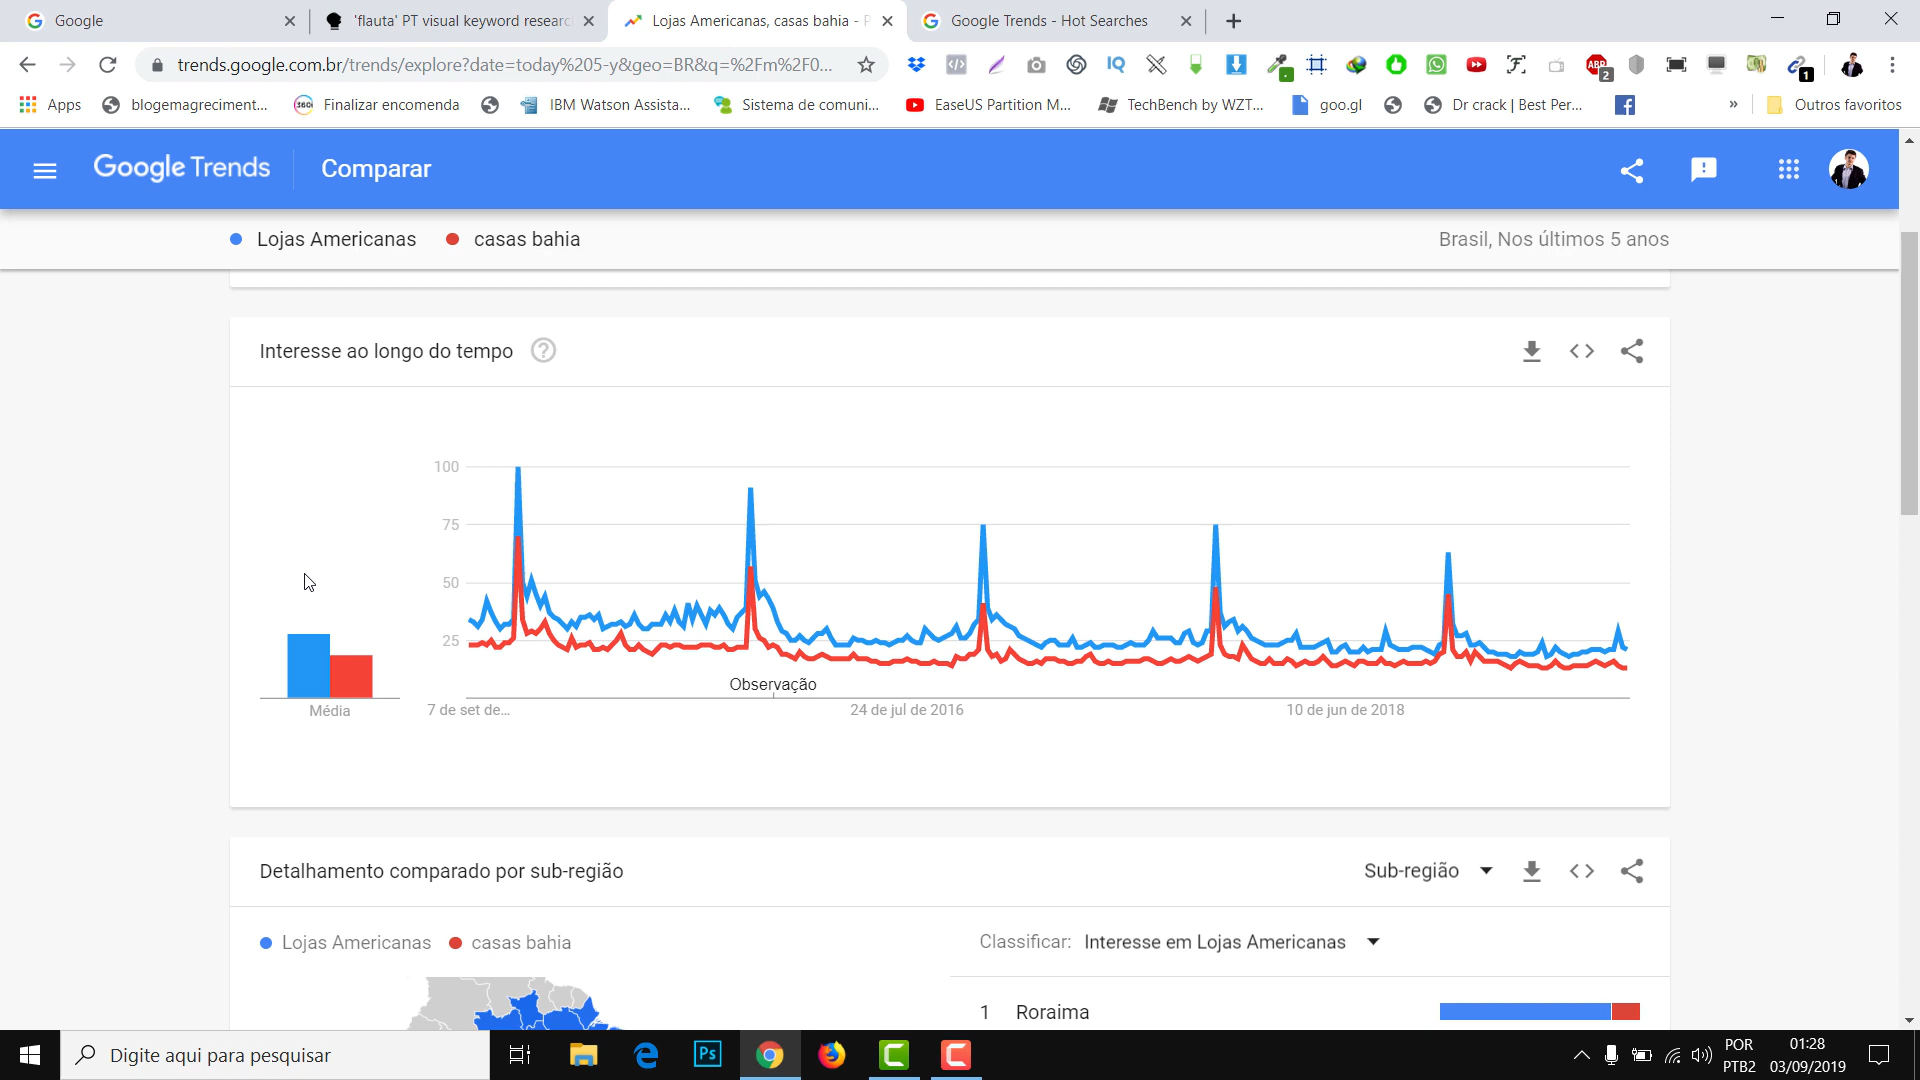 Google
'flauta' PT visual keyword researc
Lojas Americanas, casas bahia - P
Google Trends - Hot Searches
trends.google.com.br/trends/explore?date=today%205-y&geo=BR&q=%2Fm%2F0...
IQ
ABP
2
1
Apps
blogemagreciment...
360
Finalizar encomenda
IBM Watson Assista...
Sistema de comuni...
EaseUS Partition M...
TechBench by WZT...
goo.gl
Dr crack | Best Per...
»
Outros favoritos
Google Trends
Comparar
Lojas Americanas
casas bahia
Brasil, Nos últimos 5 anos
Interesse ao longo do tempo
100
75
50
25
Observação
Média
7 de set de...
24 de jul de 2016
10 de jun de 2018
Detalhamento comparado por sub-região
Sub-região
Lojas Americanas
casas bahia
Classificar: Interesse em Lojas Americanas
1 Roraima
Digite aqui para pesquisar
Ps
POR
PTB2
01:28
03/09/2019